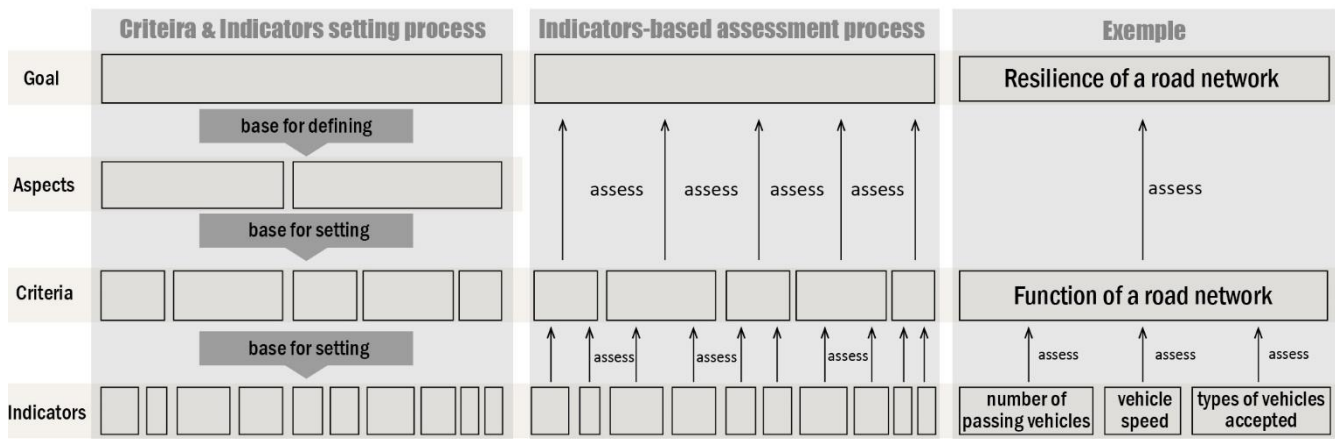 Criteira & Indicators setting process
Indicators-based assessment process
Exemple
Goal
Resilience of a road network
base for defining
Aspects
assess assess assess assess
assess
base for setting
Criteria
Function of a road network
base for setting
assess assess assess
assess assess assess
Indicators
number of
passing vehicles
vehicle
speed
types of vehicles
accepted